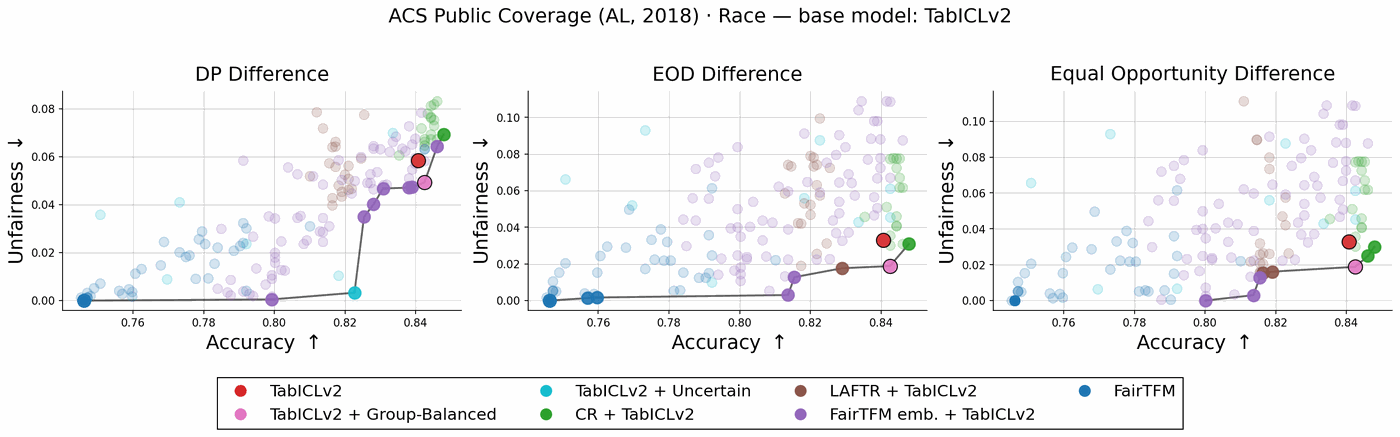 ACS Public Coverage (AL, 2018) · Race — base model: TabICLv2
DP Difference
Unfairness ↓
0.08
0.06
0.04
0.02
0.00
0.76
0.78
0.80
0.82
0.84
Accuracy ↑
EOD Difference
Unfairness ↓
0.10
0.08
0.06
0.04
0.02
0.00
0.76
0.78
0.80
0.82
0.84
Accuracy ↑
Equal Opportunity Difference
Unfairness ↓
0.10
0.08
0.06
0.04
0.02
0.00
0.76
0.78
0.80
0.82
0.84
Accuracy ↑
TabICLv2
TabICLv2 + Group-Balanced
TabICLv2 + Uncertain
CR + TabICLv2
LAFTR + TabICLv2
FairTFM emb. + TabICLv2
FairTFM